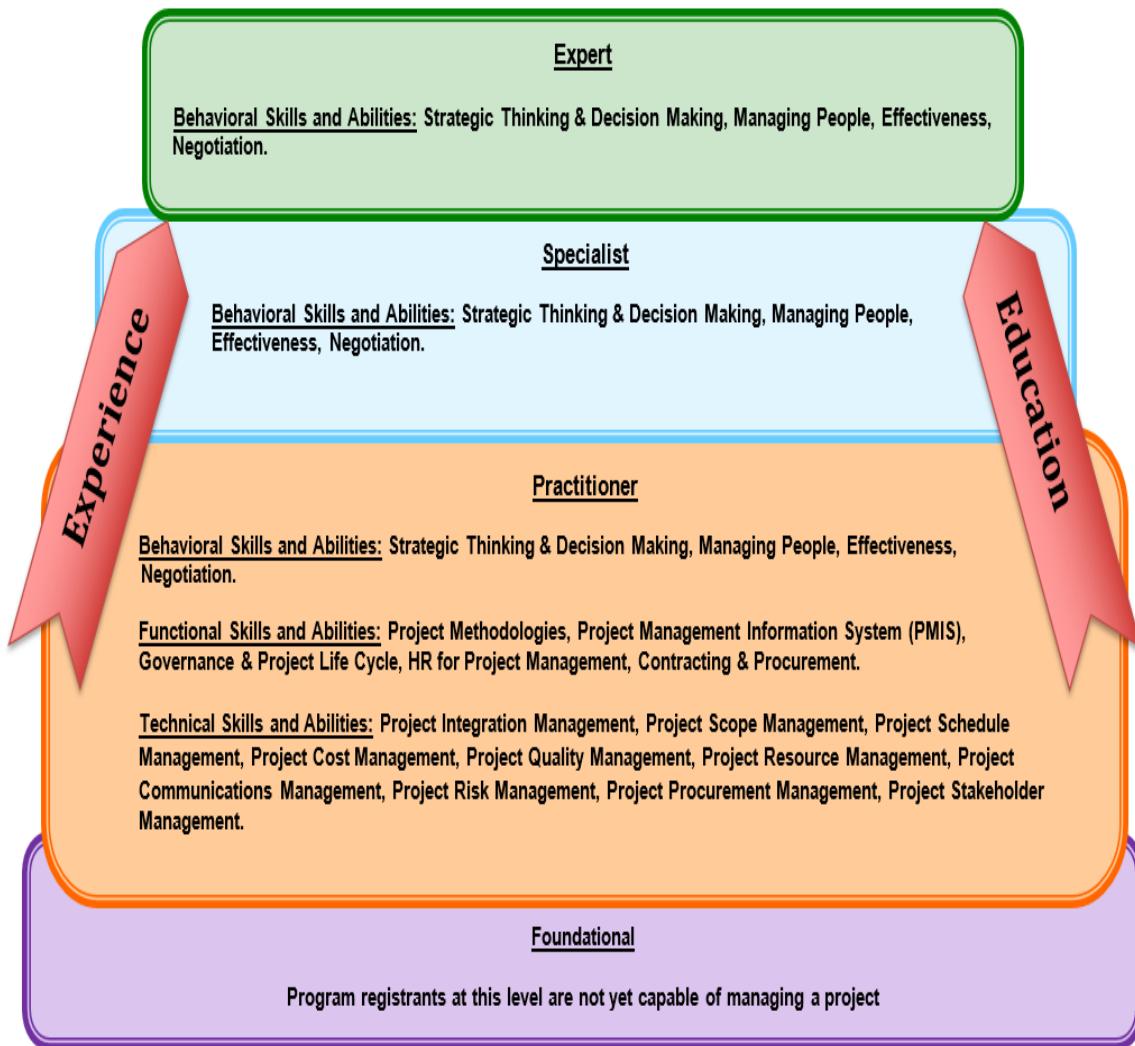 Expert
Behavioral Skills and Abilities: Strategic Thinking & Decision Making, Managing People, Effectiveness,
Negotiation.
Specialist
Behavioral Skills and Abilities: Strategic Thinking & Decision Making, Managing People,
Effectiveness, Negotiation.
Experience
Education
Practitioner
Behavioral Skills and Abilities: Strategic Thinking & Decision Making, Managing People, Effectiveness,
Negotiation.
Functional Skills and Abilities: Project Methodologies, Project Management Information System (PMIS),
Governance & Project Life Cycle, HR for Project Management, Contracting & Procurement.
Technical Skills and Abilities: Project Integration Management, Project Scope Management, Project Schedule
Management, Project Cost Management, Project Quality Management, Project Resource Management, Project
Communications Management, Project Risk Management, Project Procurement Management, Project Stakeholder
Management.
Foundational
Program registrants at this level are not yet capable of managing a project